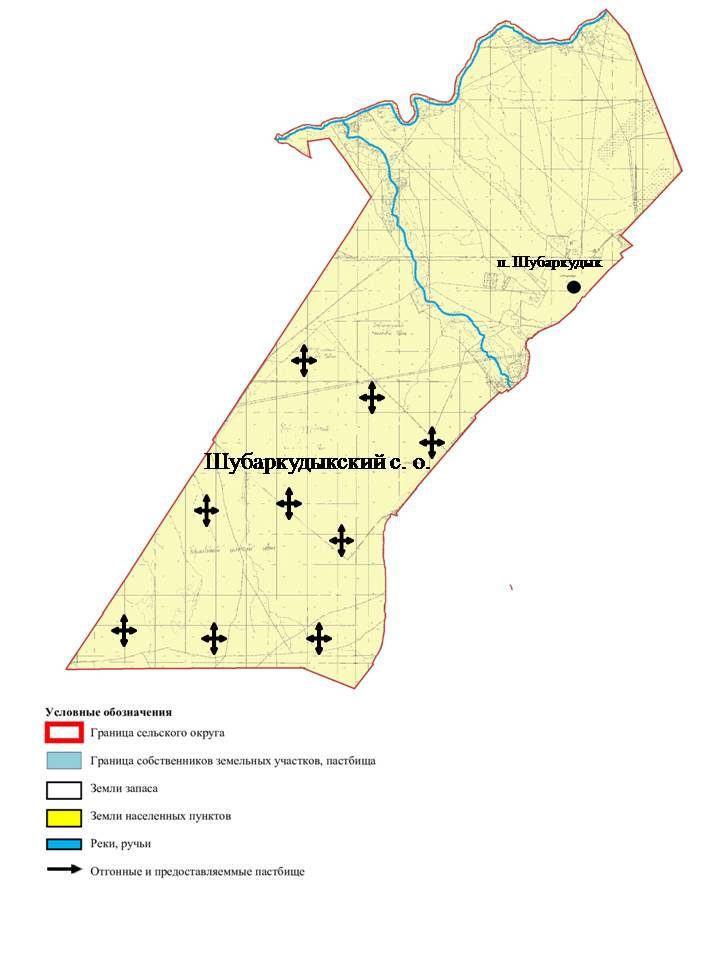 п. Шубаркудык
Шубаркудыкский с. о.
Условные обозначения
Граница сельского округа
Граница собственников земельных участков, пастбища
Земли запаса
Земли населенных пунктов
Реки, ручьи
Отгонные и предоставляеммые пастбище